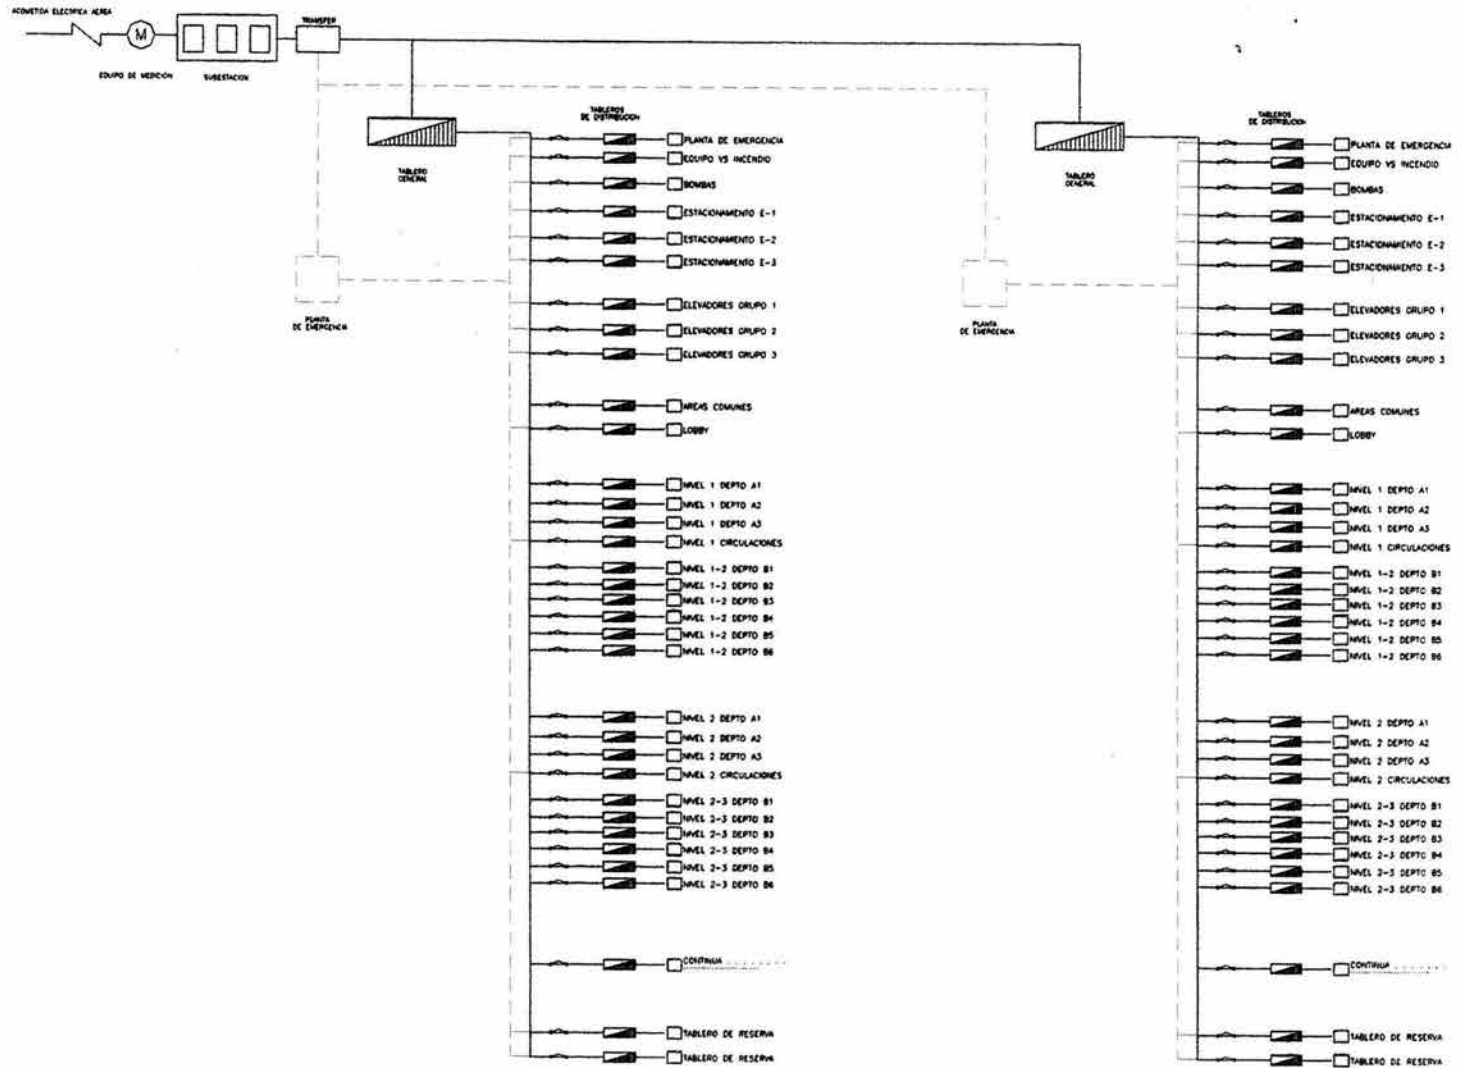 ACOMETIDA ELECTRICA AEREA
M
EQUIPO DE MEDICION
SUBESTACION
TRANSFER
TABLERO
GENERAL
PLANTA
DE EMERGENCIA
TABLEROS
DE DISTRIBUCION
PLANTA DE EMERGENCIA
EQUIPO VS INCENDIO
BOMBAS
ESTACIONAMIENTO E-1
ESTACIONAMIENTO E-2
ESTACIONAMIENTO E-3
ELEVADORES GRUPO 1
ELEVADORES GRUPO 2
ELEVADORES GRUPO 3
AREAS COMUNES
LOBBY
NIVEL 1 DEPTO A1
NIVEL 1 DEPTO A2
NIVEL 1 DEPTO A3
NIVEL 1 CIRCULACIONES
NIVEL 1-2 DEPTO B1
NIVEL 1-2 DEPTO B2
NIVEL 1-2 DEPTO B3
NIVEL 1-2 DEPTO B4
NIVEL 1-2 DEPTO B5
NIVEL 1-2 DEPTO B6
NIVEL 2 DEPTO A1
NIVEL 2 DEPTO A2
NIVEL 2 DEPTO A3
NIVEL 2 CIRCULACIONES
NIVEL 2-3 DEPTO B1
NIVEL 2-3 DEPTO B2
NIVEL 2-3 DEPTO B3
NIVEL 2-3 DEPTO B4
NIVEL 2-3 DEPTO B5
NIVEL 2-3 DEPTO B6
CONTINUA . . . . . . . .
TABLERO DE RESERVA
TABLERO DE RESERVA
TABLERO
GENERAL
PLANTA
DE EMERGENCIA
TABLEROS
DE DISTRIBUCION
PLANTA DE EMERGENCIA
EQUIPO VS INCENDIO
BOMBAS
ESTACIONAMIENTO E-1
ESTACIONAMIENTO E-2
ESTACIONAMIENTO E-3
ELEVADORES GRUPO 1
ELEVADORES GRUPO 2
ELEVADORES GRUPO 3
AREAS COMUNES
LOBBY
NIVEL 1 DEPTO A1
NIVEL 1 DEPTO A2
NIVEL 1 DEPTO A3
NIVEL 1 CIRCULACIONES
NIVEL 1-2 DEPTO B1
NIVEL 1-2 DEPTO B2
NIVEL 1-2 DEPTO B3
NIVEL 1-2 DEPTO B4
NIVEL 1-2 DEPTO B5
NIVEL 1-2 DEPTO B6
NIVEL 2 DEPTO A1
NIVEL 2 DEPTO A2
NIVEL 2 DEPTO A3
NIVEL 2 CIRCULACIONES
NIVEL 2-3 DEPTO B1
NIVEL 2-3 DEPTO B2
NIVEL 2-3 DEPTO B3
NIVEL 2-3 DEPTO B4
NIVEL 2-3 DEPTO B5
NIVEL 2-3 DEPTO B6
CONTINUA . . . . . . .
TABLERO DE RESERVA
TABLERO DE RESERVA